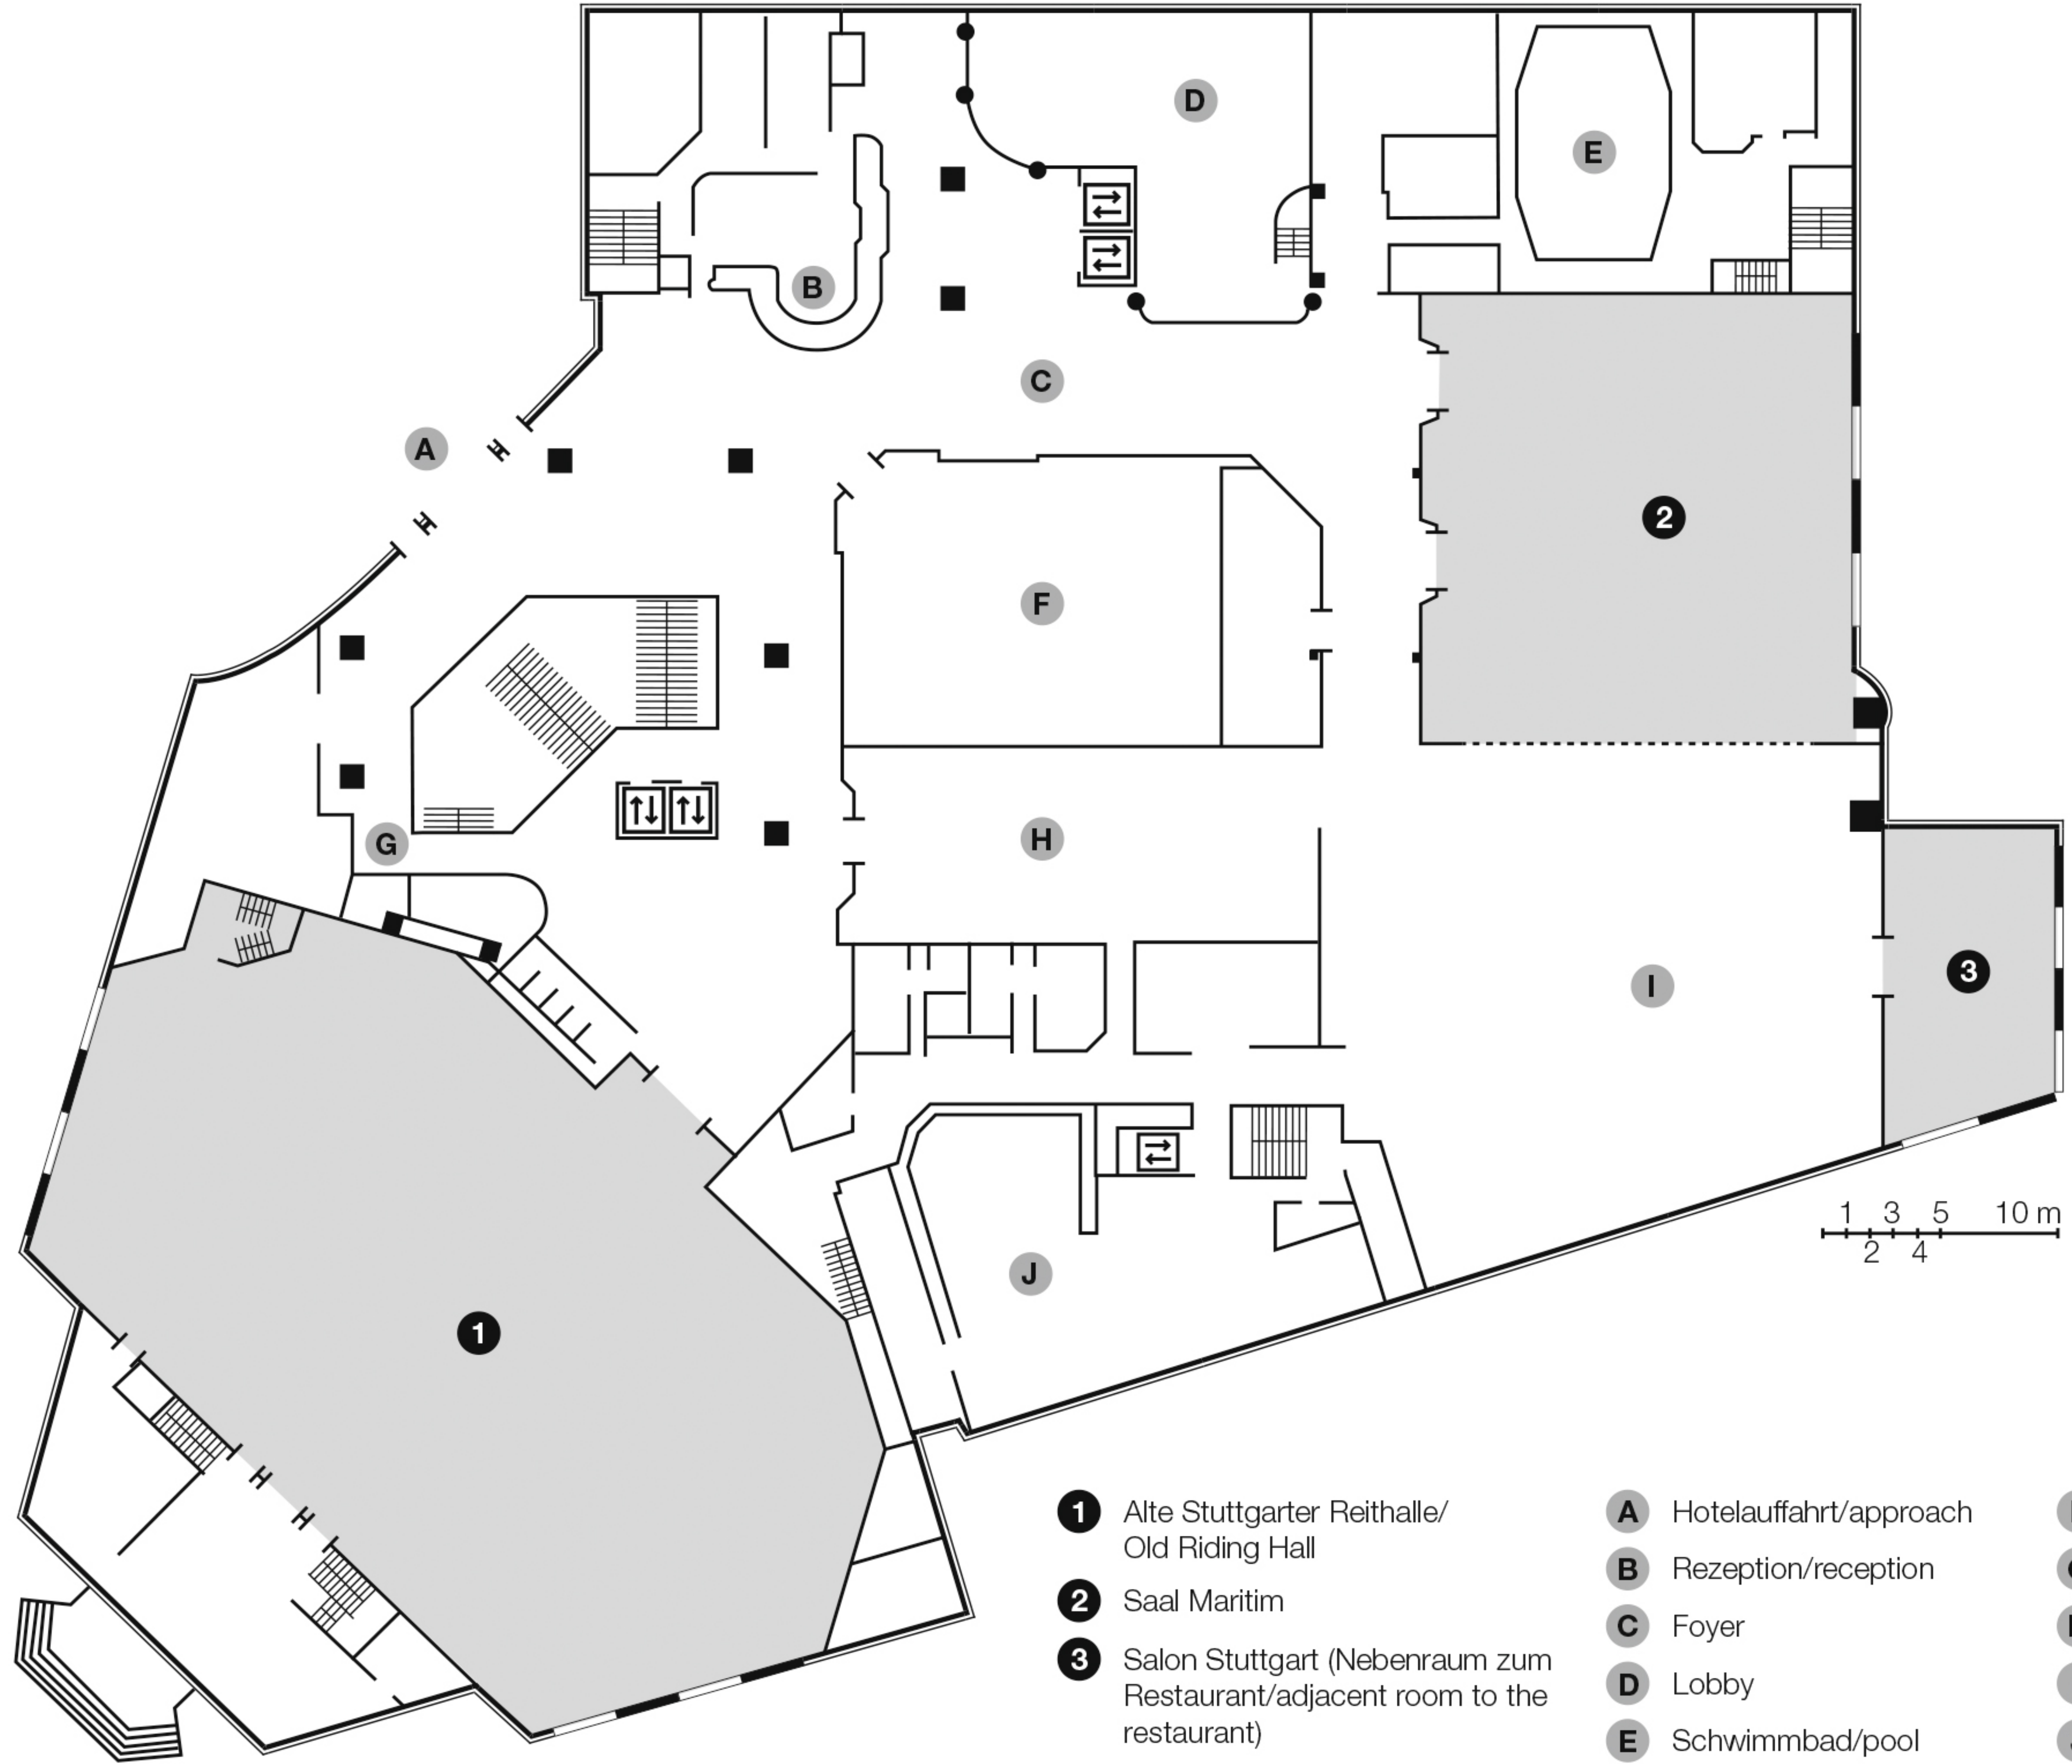 D
E
B
C
A
2
F
G
H
I
3
1 3 5 10 m
2 4
J
1
1 Alte Stuttgarter Reithalle/
Old Riding Hall
2 Saal Maritim
3 Salon Stuttgart (Nebenraum zum
Restaurant/adjacent room to the
restaurant)
A Hotelauffahrt/approach
B Rezeption/reception
C Foyer
D Lobby
E Schwimmbad/pool